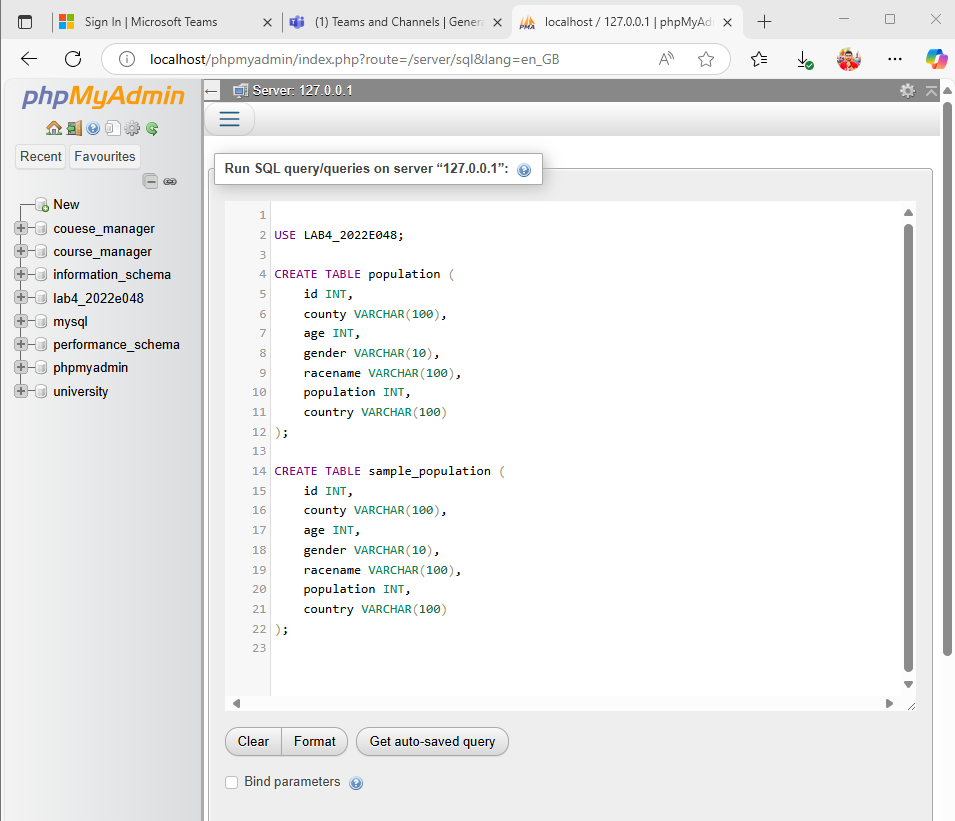 Sign In | Microsoft Teams
(1) Teams and Channels | Genera
localhost / 127.0.0.1 | phpMyAdm
localhost/phpmyadmin/index.php?route=/server/sql&lang=en_GB
phpMyAdmin
Server: 127.0.0.1
Recent
Favourites
New
couese_manager
course_manager
information_schema
lab4_2022e048
mysql
performance_schema
phpmyadmin
university
Run SQL query/queries on server “127.0.0.1”:
1
2 USE LAB4_2022E048;
3
4 CREATE TABLE population (
5 id INT,
6 county VARCHAR(100),
7 age INT,
8 gender VARCHAR(10),
9 racename VARCHAR(100),
10 population INT,
11 country VARCHAR(100)
12 );
13
14 CREATE TABLE sample_population (
15 id INT,
16 county VARCHAR(100),
17 age INT,
18 gender VARCHAR(10),
19 racename VARCHAR(100),
20 population INT,
21 country VARCHAR(100)
22 );
23
Clear
Format
Get auto-saved query
Bind parameters